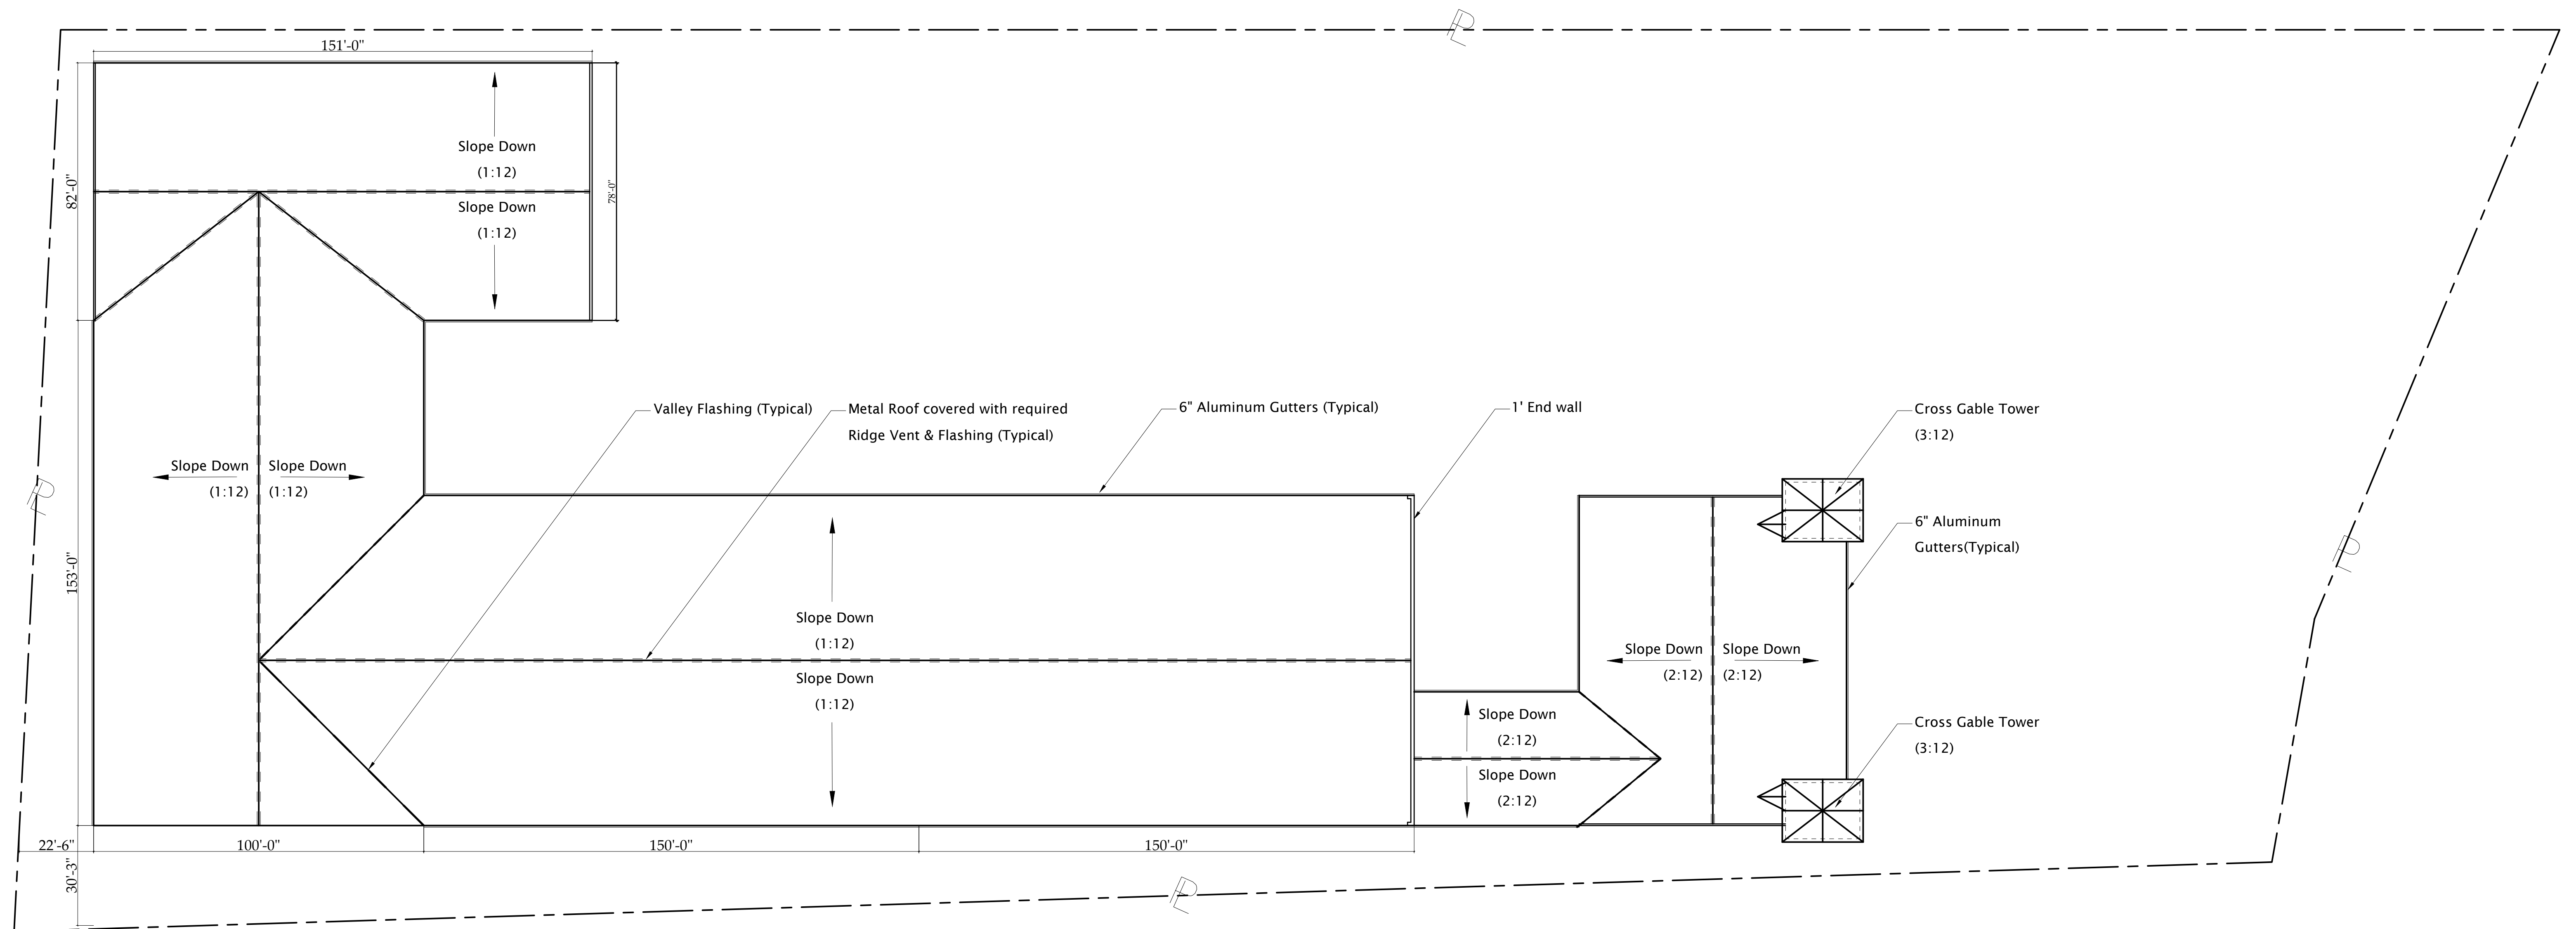 151'-0"
Slope Down
(1:12)
82'-0"
78'-0"
Slope Down
(1:12)
Valley Flashing (Typical)
Metal Roof covered with required
Ridge Vent & Flashing (Typical)
6" Aluminum Gutters (Typical)
1' End wall
Cross Gable Tower
(3:12)
Slope Down
(1:12)
Slope Down
(1:12)
6" Aluminum
Gutters(Typical)
153'-0"
Slope Down
(1:12)
Slope Down
(1:12)
Slope Down
(2:12)
Slope Down
(2:12)
Slope Down
(2:12)
Slope Down
(2:12)
Cross Gable Tower
(3:12)
22'-6"
100'-0"
150'-0"
150'-0"
30'-3"
PL
PL
PL
PL